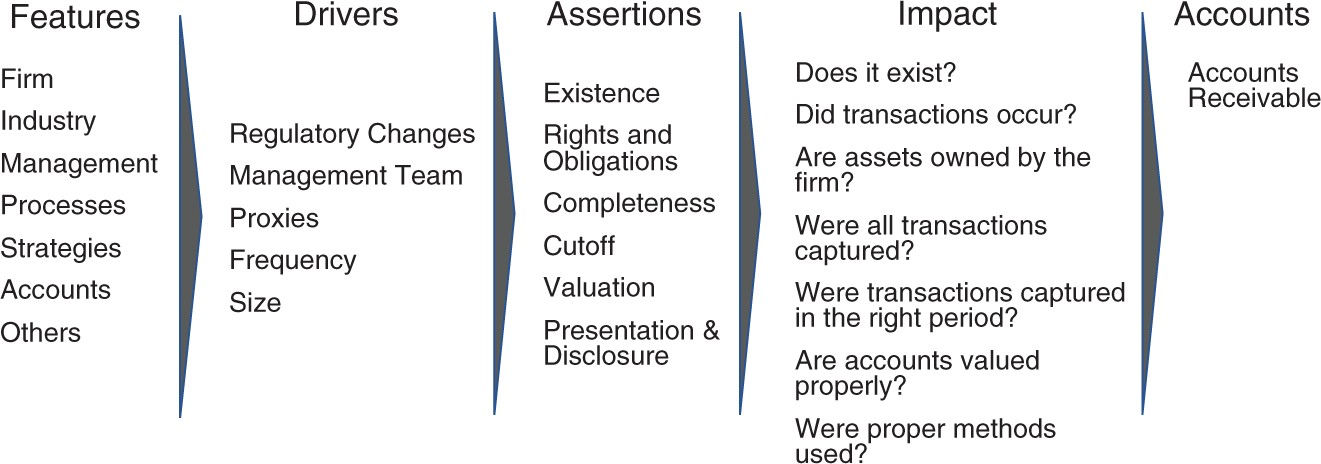 Features
Firm
Industry
Management
Processes
Strategies
Accounts
Others
Drivers
Regulatory Changes
Management Team
Proxies
Frequency
Size
Assertions
Existence
Rights and
Obligations
Completeness
Cutoff
Valuation
Presentation &
Disclosure
Impact
Does it exist?
Did transactions occur?
Are assets owned by the
firm?
Were all transactions
captured?
Were transactions captured
in the right period?
Are accounts valued
properly?
Were proper methods
used?
Accounts
Accounts
Receivable